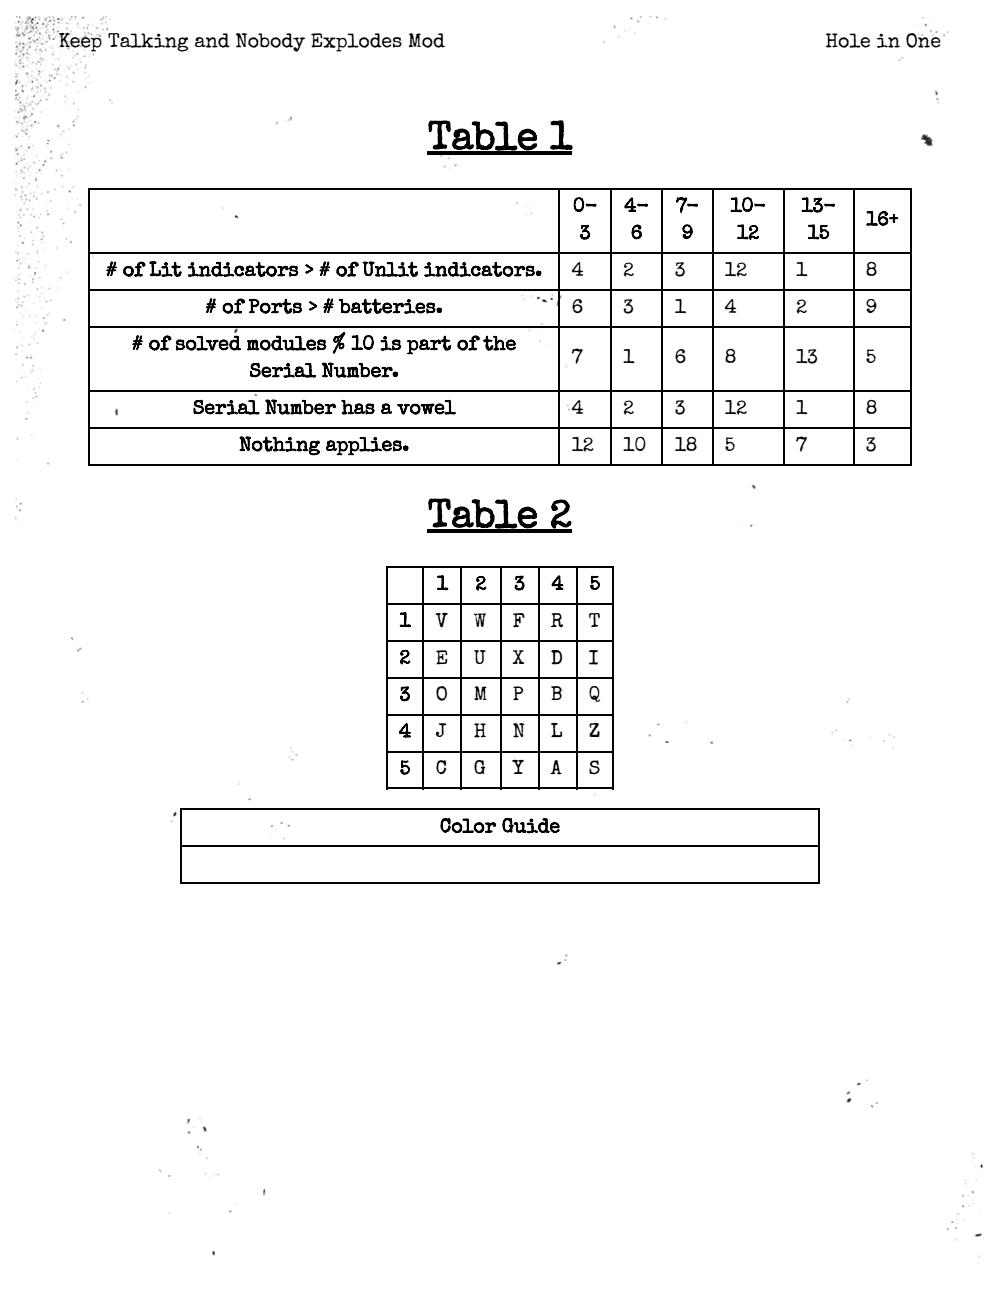 Keep Talking and Nobody Explodes Mod Hole in One
Table 1
0-3 4-6 7-9 10-12 13-15 16+
# of Lit indicators > # of Unlit indicators. 4 2 3 12 1 8
# of Ports > # batteries. 6 3 1 4 2 9
# of solved modules % 10 is part of the
Serial Number. 7 1 6 8 13 5
Serial Number has a vowel 4 2 3 12 1 8
Nothing applies. 12 10 18 5 7 3
Table 2
1 2 3 4 5
1 V W F R T
2 E U X D I
3 O M P B Q
4 J H N L Z
5 C G Y A S
Color Guide